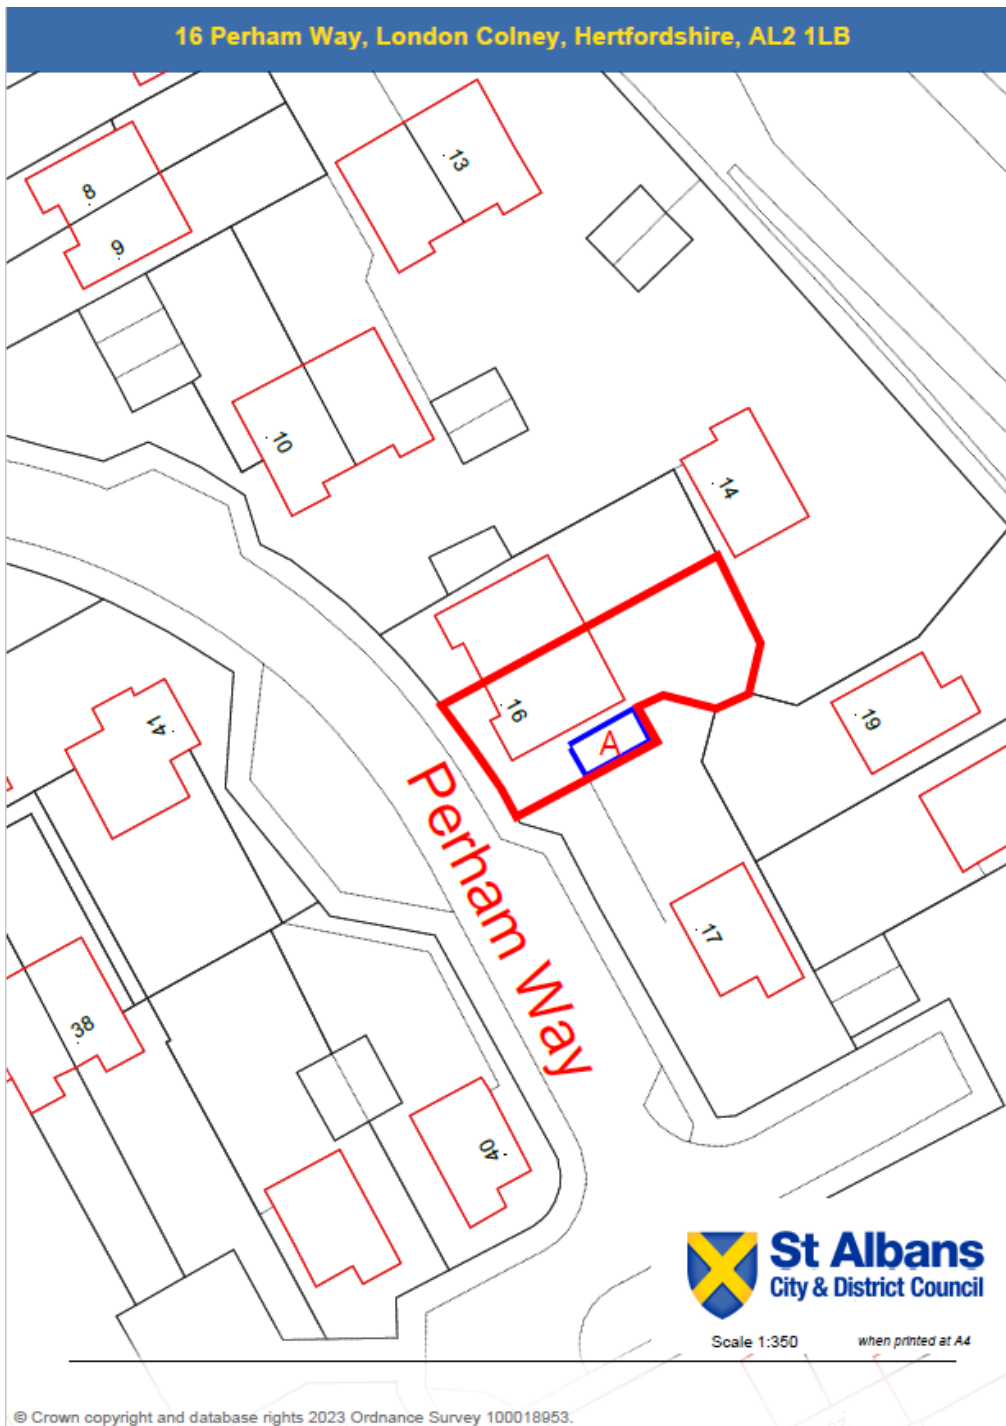 16 Perham Way, London Colney, Hertfordshire, AL2 1LB
13
8
9
10
14
16
A
19
41
Perham Way
17
38
40
St Albans
City & District Council
Scale 1:350
when printed at A4
© Crown copyright and database rights 2023 Ordnance Survey 100018953.